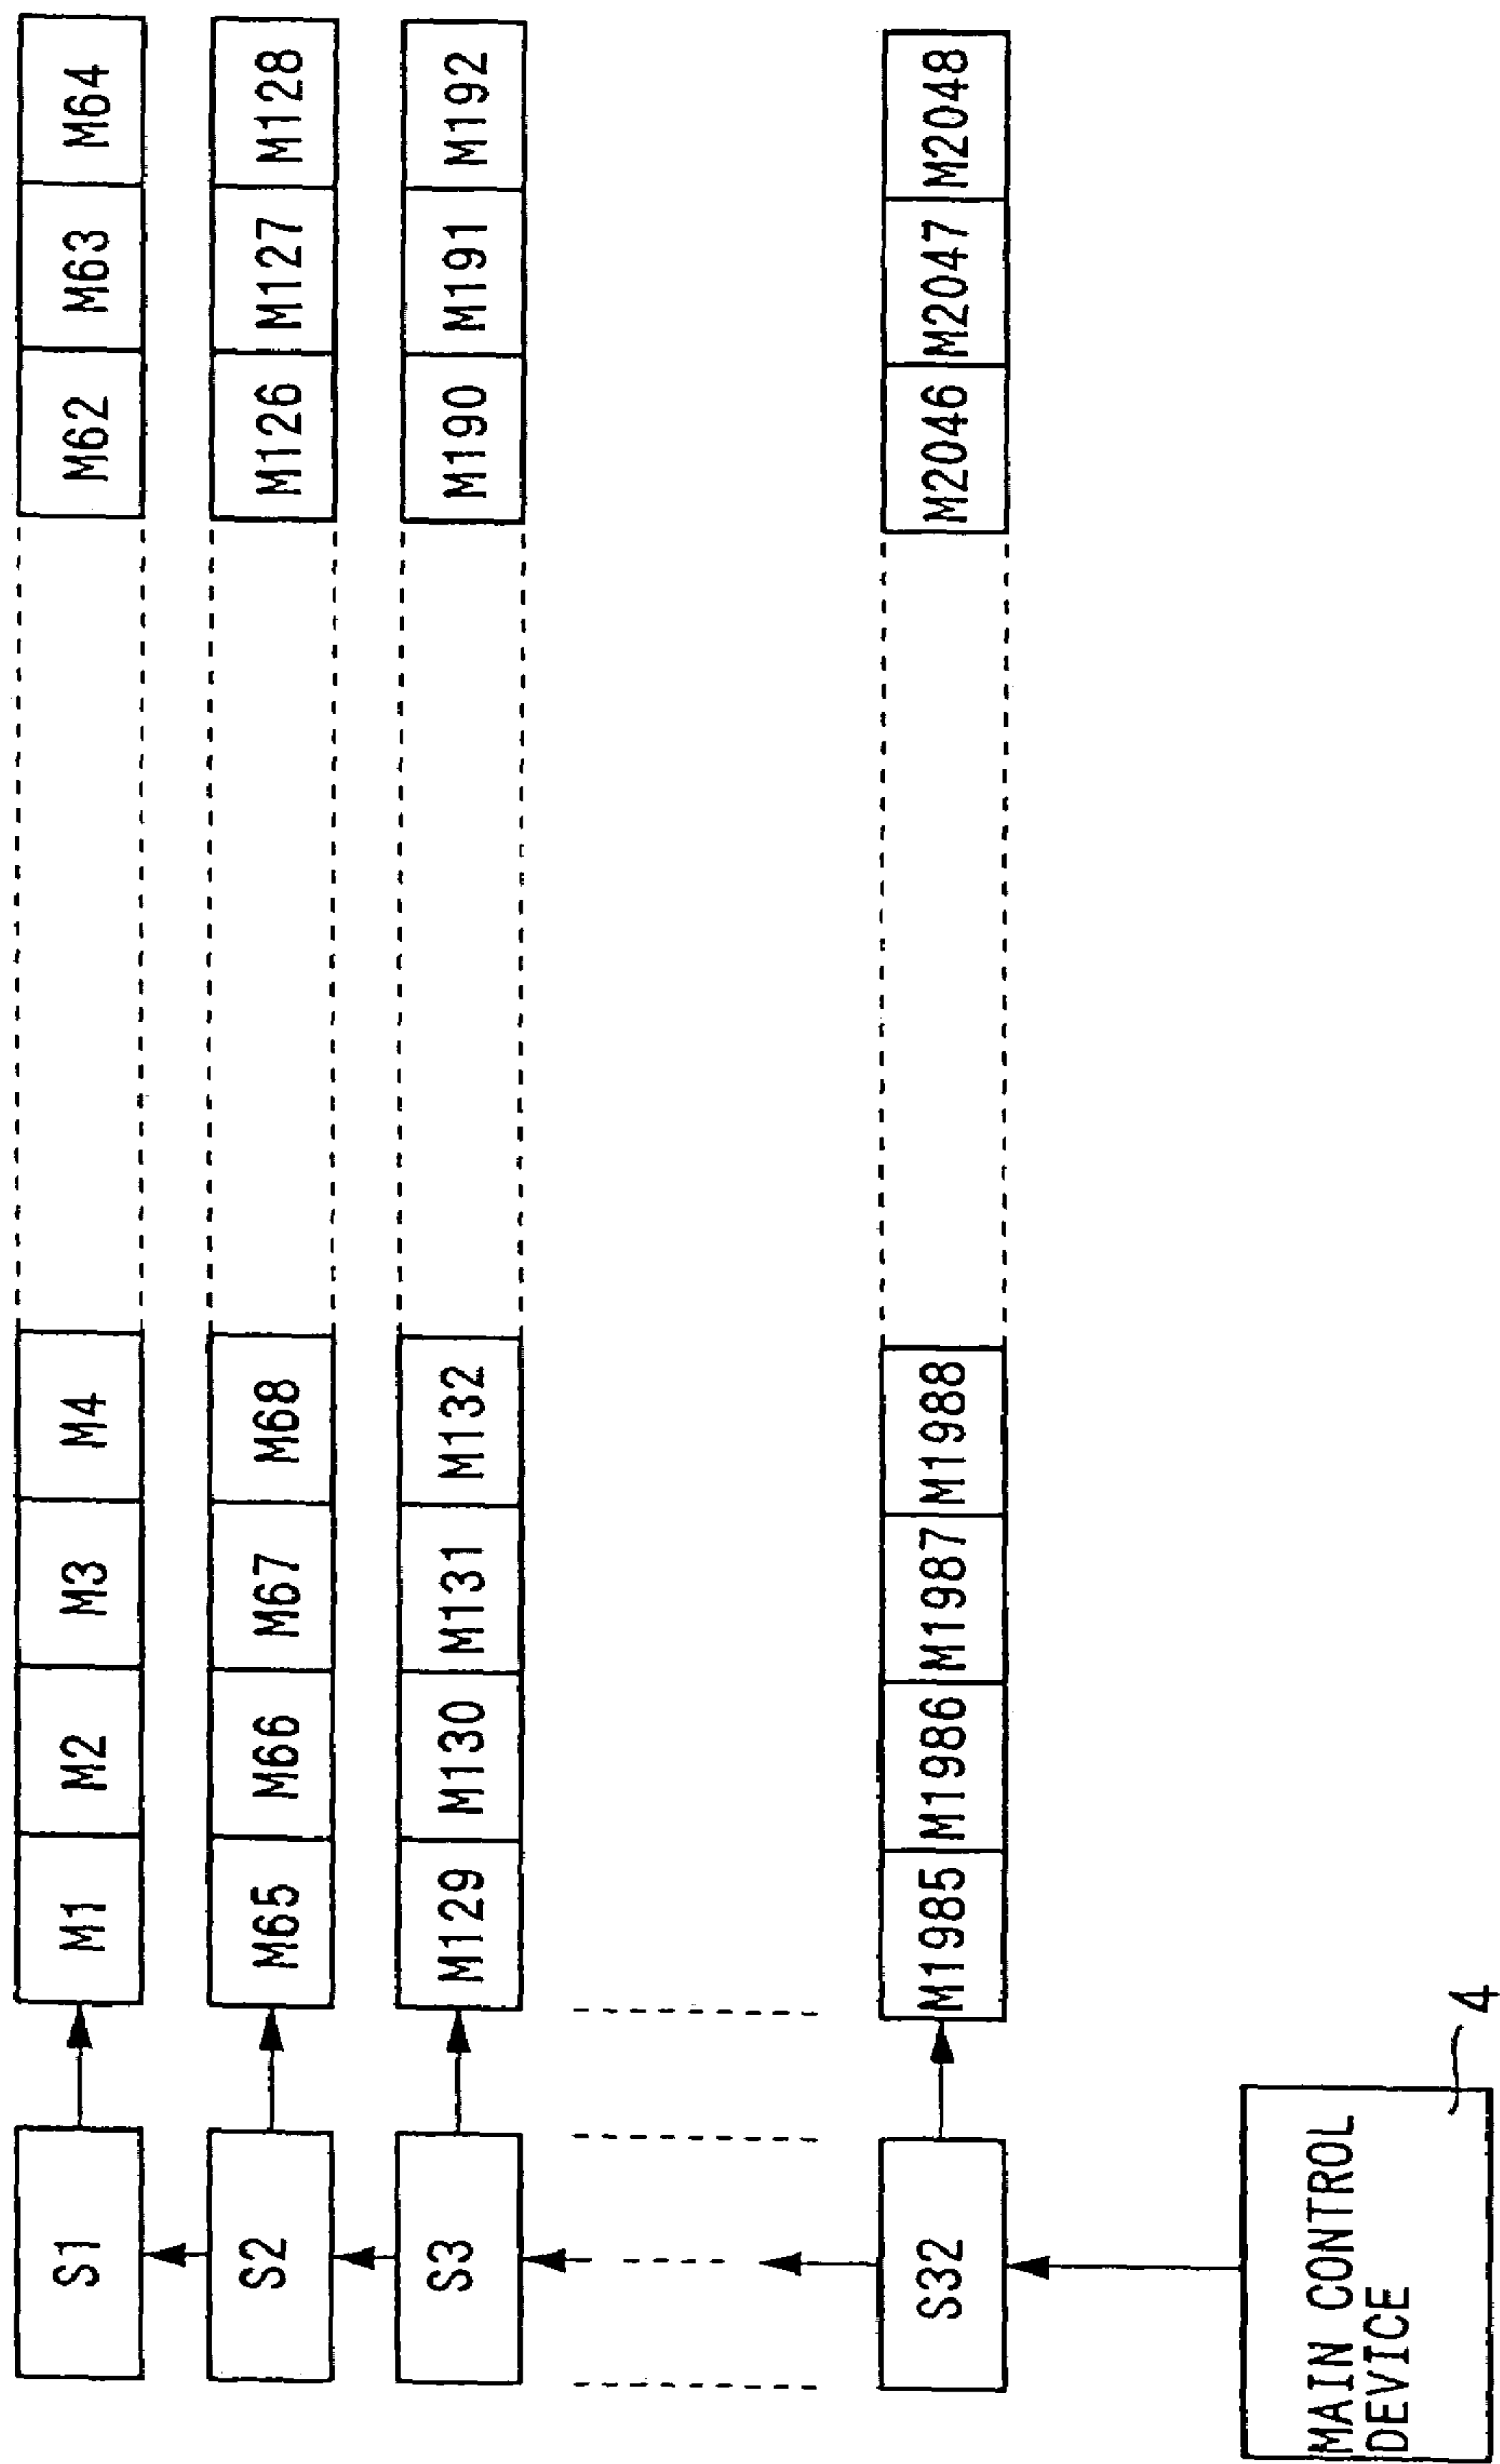 S1 M1 M2 M3 M4 M62 M63 M64
S2 M65 M66 M67 M68 M126 M127 M128
S3 M129 M130 M131 M132 M190 M191 M192
S32 M1985 M1986 M1987 M1988 M2046 M2047 M2048
MAIN CONTROL
DEVICE
4